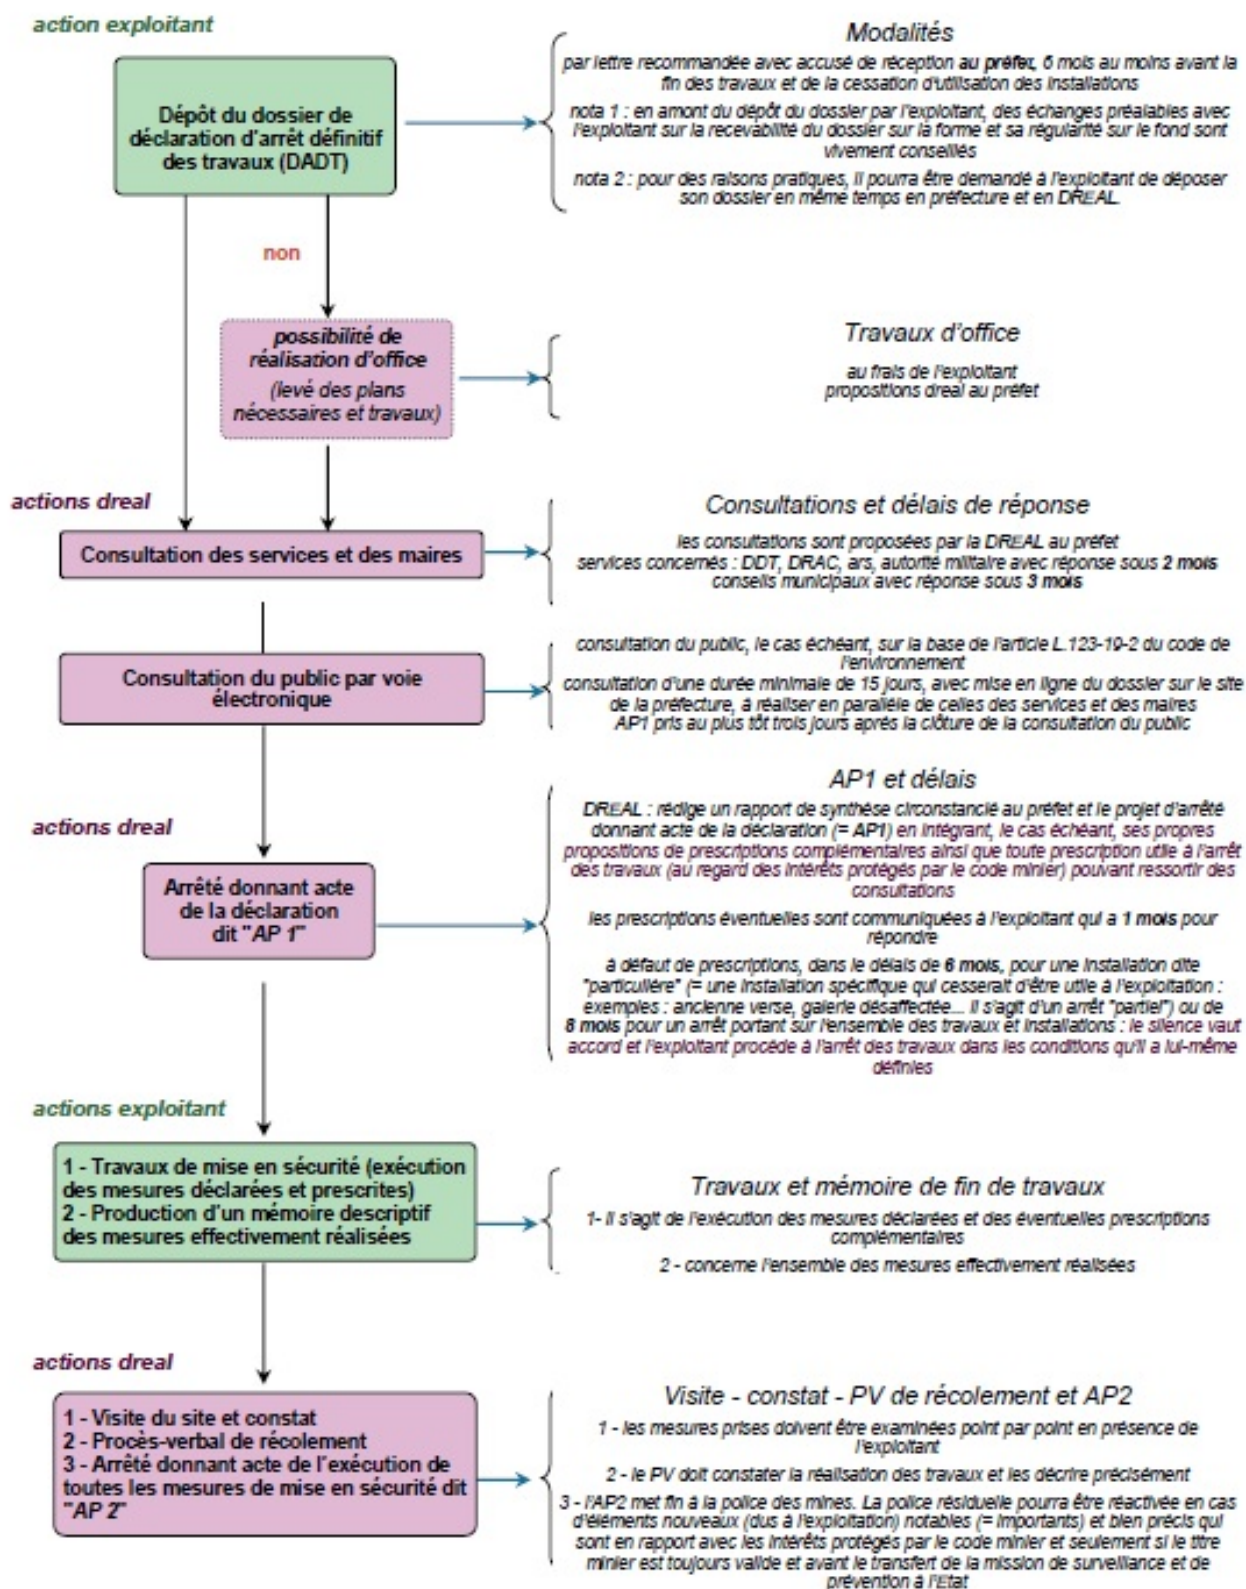 action exploitant
Dépôt du dossier de
déclaration d'arrêt définitif
des travaux (DADT)
Modalités
par lettre recommandée avec accusé de réception au préfet, 6 mois au moins avant la
fin des travaux et de la cessation d'utilisation des installations
nota 1 : en amont du dépôt du dossier par l'exploitant, des échanges préalables avec
l'exploitant sur la recevabilité du dossier sur la forme et sa régularité sur le fond sont
vivement conseillés
nota 2 : pour des raisons pratiques, il pourra être demandé à l'exploitant de déposer
son dossier en même temps en préfecture et en DREAL.
non
possibilité de
réalisation d'office
(levé des plans
nécessaires et travaux)
Travaux d'office
au frais de l'exploitant
propositions dreal au préfet
actions dreal
Consultation des services et des maires
Consultations et délais de réponse
les consultations sont proposées par la DREAL au préfet
services concernés : DDT, DRAC, ars, autorité militaire avec réponse sous 2 mois
conseils municipaux avec réponse sous 3 mois
Consultation du public par voie
électronique
consultation du public, le cas échéant, sur la base de l'article L.123-19-2 du code de
l'environnement
consultation d'une durée minimale de 15 jours, avec mise en ligne du dossier sur le site
de la préfecture, à réaliser en parallèle de celles des services et des maires
AP1 pris au plus tôt trois jours après la clôture de la consultation du public
actions dreal
Arrêté donnant acte
de la déclaration
dit "AP 1"
AP1 et délais
DREAL : rédige un rapport de synthèse circonstancié au préfet et le projet d'arrêté
donnant acte de la déclaration (= AP1) en intégrant, le cas échéant, ses propres
propositions de prescriptions complémentaires ainsi que toute prescription utile à l'arrêt
des travaux (au regard des intérêts protégés par le code minier) pouvant ressortir des
consultations
les prescriptions éventuelles sont communiquées à l'exploitant qui a 1 mois pour
répondre
à défaut de prescriptions, dans le délai de 6 mois, pour une installation dite
"particulière" (= une installation spécifique qui cesserait d'être utile à l'exploitation :
exemples : ancienne verse, galerie désaffectée... il s'agit d'un arrêt "partiel") ou de
8 mois pour un arrêt portant sur l'ensemble des travaux et installations : le silence vaut
accord et l'exploitant procède à l'arrêt des travaux dans les conditions qu'il a lui-même
définies
actions exploitant
1 - Travaux de mise en sécurité (exécution
des mesures déclarées et prescrites)
2 - Production d'un mémoire descriptif
des mesures effectivement réalisées
Travaux et mémoire de fin de travaux
1- Il s'agit de l'exécution des mesures déclarées et des éventuelles prescriptions
complémentaires
2 - concerne l'ensemble des mesures effectivement réalisées
actions dreal
1 - Visite du site et constat
2 - Procès-verbal de récolement
3 - Arrêté donnant acte de l'exécution de
toutes les mesures de mise en sécurité dit
"AP 2"
Visite - constat - PV de récolement et AP2
1 - les mesures prises doivent être examinées point par point en présence de
l'exploitant
2 - le PV doit constater la réalisation des travaux et les décrire précisément
3 - l'AP2 met fin à la police des mines. La police résiduelle pourra être réactivée en cas
d'éléments nouveaux (dus à l'exploitation) notables (= importants) et bien précis qui
sont en rapport avec les intérêts protégés par le code minier et seulement si le titre
minier est toujours valide et avant le transfert de la mission de surveillance et de
prévention à l'Etat